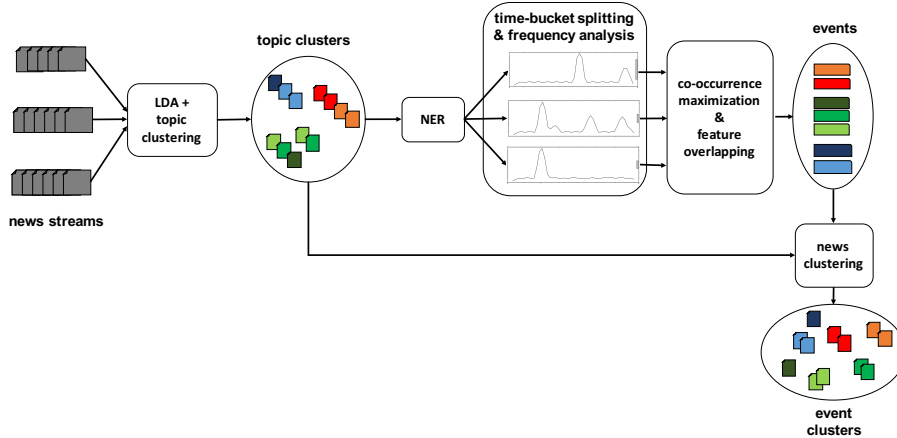 news streams
LDA +
topic
clustering
topic clusters
NER
time-bucket splitting
& frequency analysis
co-occurrence
maximization
&
feature
overlapping
events
news
clustering
event
clusters